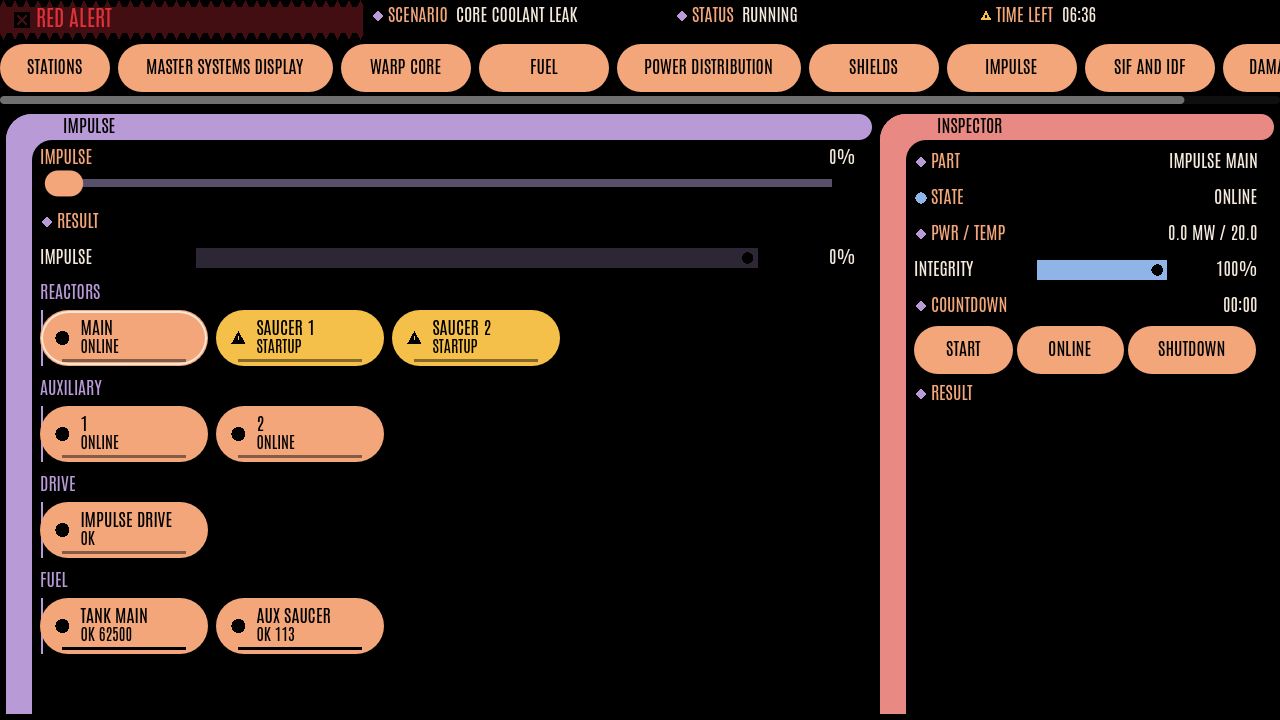 RED ALERT
SCENARIO CORE COOLANT LEAK
STATUS RUNNING
TIME LEFT 06:36
STATIONS
MASTER SYSTEMS DISPLAY
WARP CORE
FUEL
POWER DISTRIBUTION
SHIELDS
IMPULSE
SIF AND IDF
IMPULSE
IMPULSE 0%
RESULT
IMPULSE 0%
REACTORS
MAIN
ONLINE
SAUCER 1
STARTUP
SAUCER 2
STARTUP
AUXILIARY
1
ONLINE
2
ONLINE
DRIVE
IMPULSE DRIVE
OK
FUEL
TANK MAIN
OK 62500
AUX SAUCER
OK 113
INSPECTOR
PART IMPULSE MAIN
STATE ONLINE
PWR / TEMP 0.0 MW / 20.0
INTEGRITY 100%
COUNTDOWN 00:00
START
ONLINE
SHUTDOWN
RESULT